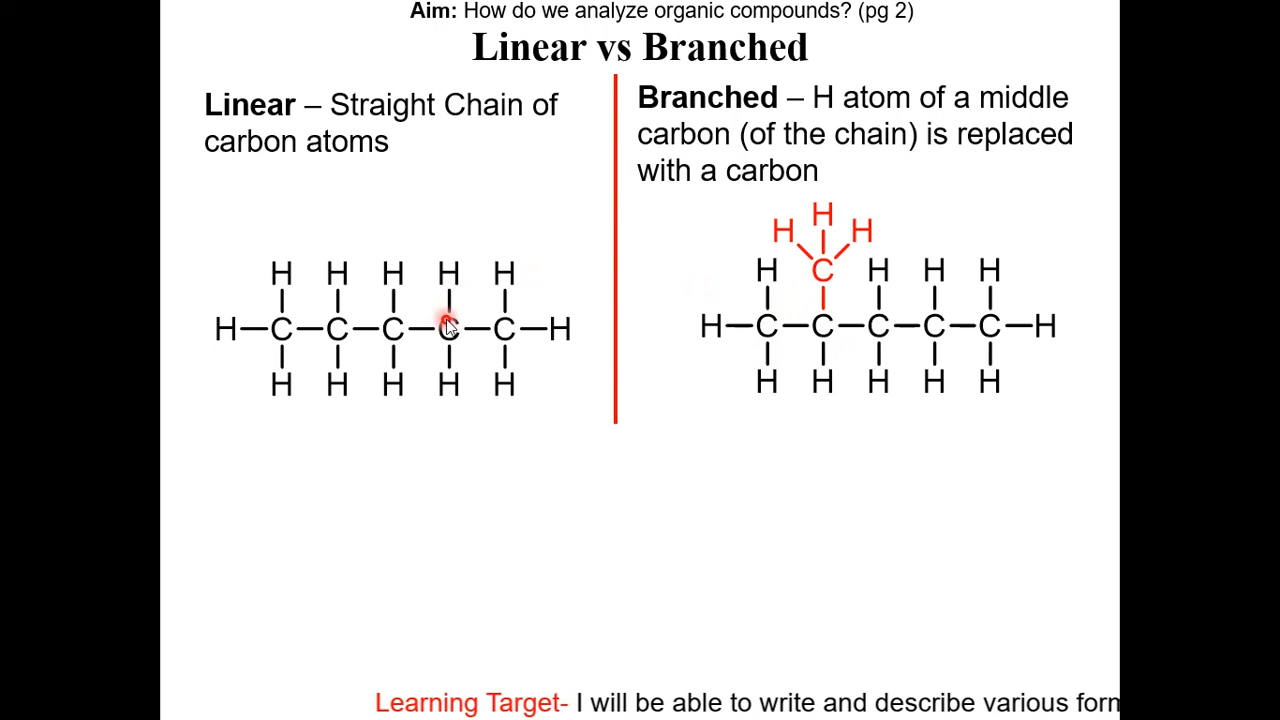 Aim: How do we analyze organic compounds? (pg 2)
Linear vs Branched
Linear – Straight Chain of
carbon atoms
Branched – H atom of a middle
carbon (of the chain) is replaced
with a carbon
H H H H H
H—C—C—C—C—C—H
H H H H H
H
H H
H C H H H
H—C—C—C—C—C—H
H H H H H
Learning Target- I will be able to write and describe various form